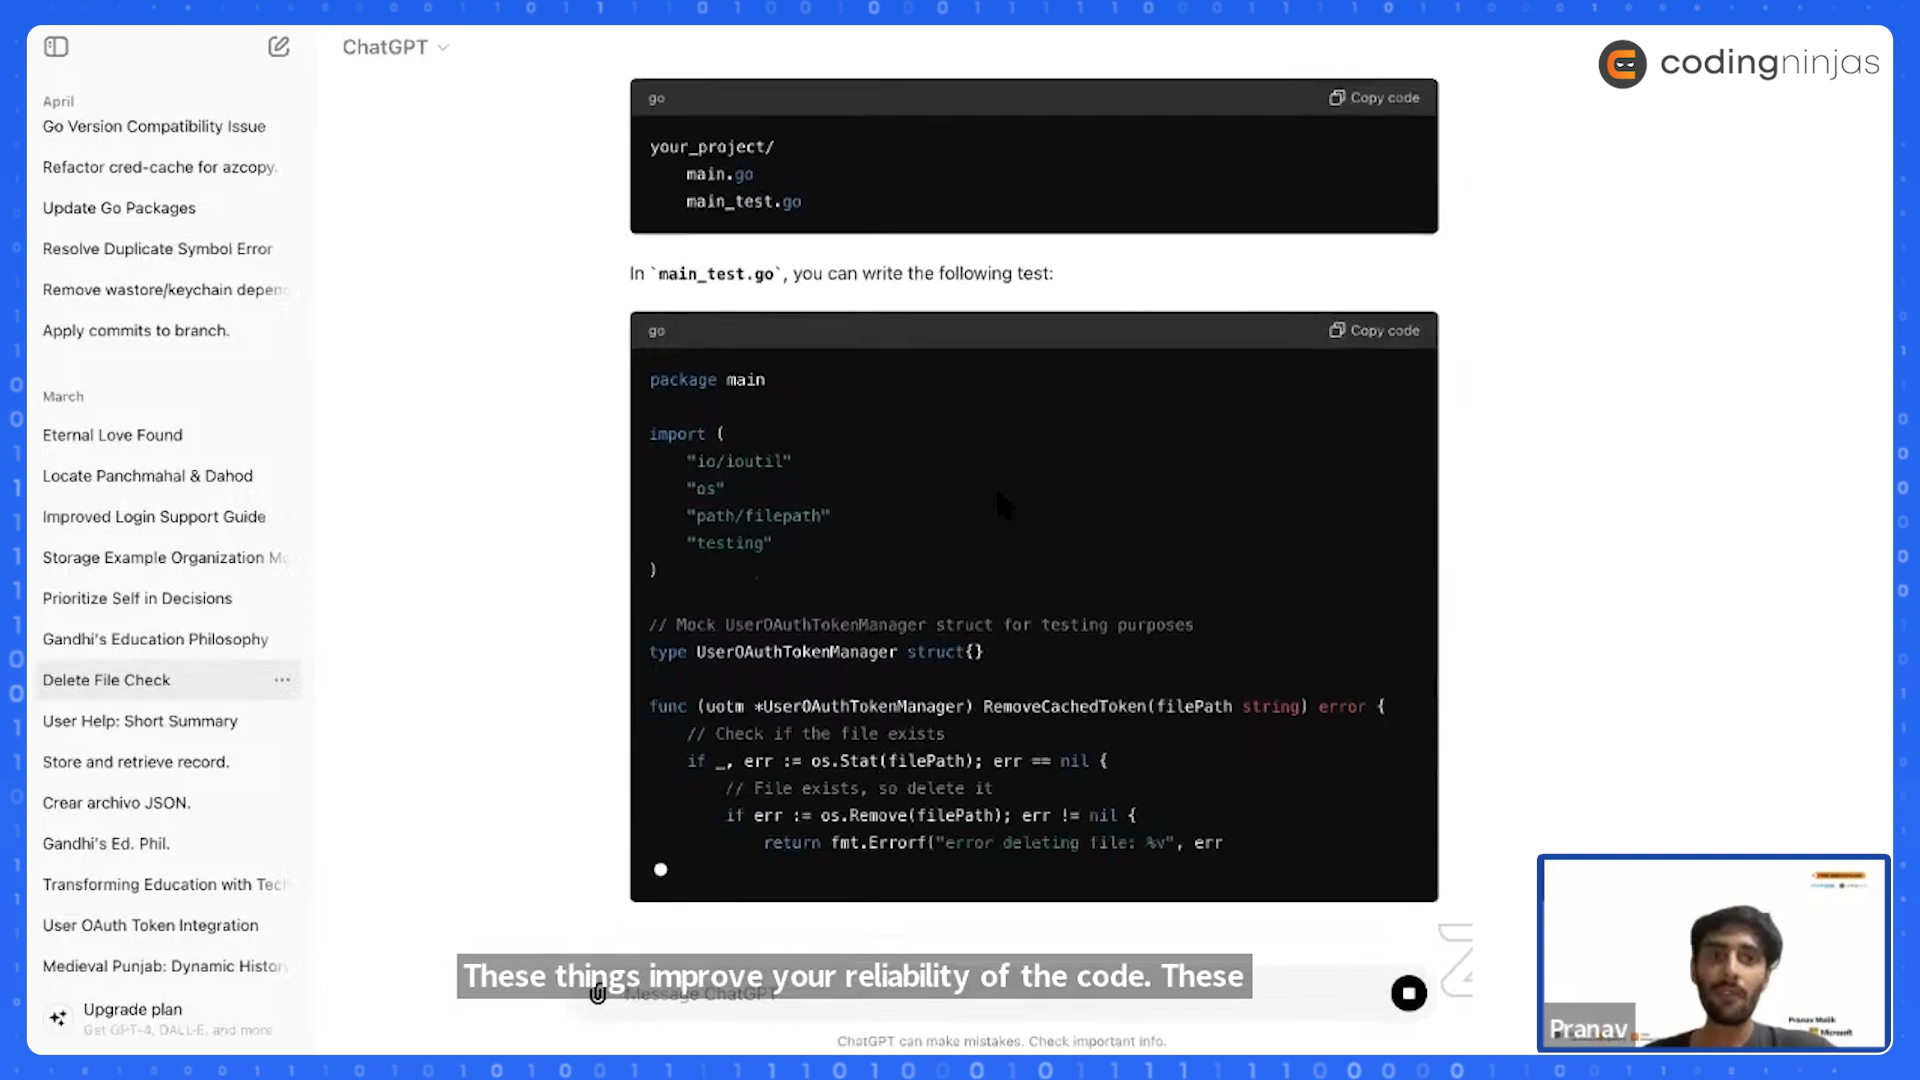 ChatGPT
codingninjas
April
Go Version Compatibility Issue
Refactor cred-cache for azcopy.
Update Go Packages
Resolve Duplicate Symbol Error
Remove wastore/keychain depend
Apply commits to branch.
March
Eternal Love Found
Locate Panchmahal & Dahod
Improved Login Support Guide
Storage Example Organization Mo
Prioritize Self in Decisions
Gandhi's Education Philosophy
Delete File Check
User Help: Short Summary
Store and retrieve record.
Crear archivo JSON.
Gandhi's Ed. Phil.
Transforming Education with Tech
User OAuth Token Integration
Medieval Punjab: Dynamic History
Upgrade plan
Get GPT-4, DALL-E, and more
go
Copy code
your_project/
main.go
main_test.go
In `main_test.go`, you can write the following test:
go
Copy code
package main
import (
"io/ioutil"
"os"
"path/filepath"
"testing"
)
// Mock UserOAuthTokenManager struct for testing purposes
type UserOAuthTokenManager struct{}
func (uotm *UserOAuthTokenManager) RemoveCachedToken(filePath string) error {
// Check if the file exists
if _, err := os.Stat(filePath); err == nil {
// File exists, so delete it
if err := os.Remove(filePath); err != nil {
return fmt.Errorf("error deleting file: %v", err
These things improve your reliability of the code. These
Message ChatGPT
ChatGPT can make mistakes. Check important info.
Pranav
Pranav Malik
Microsoft